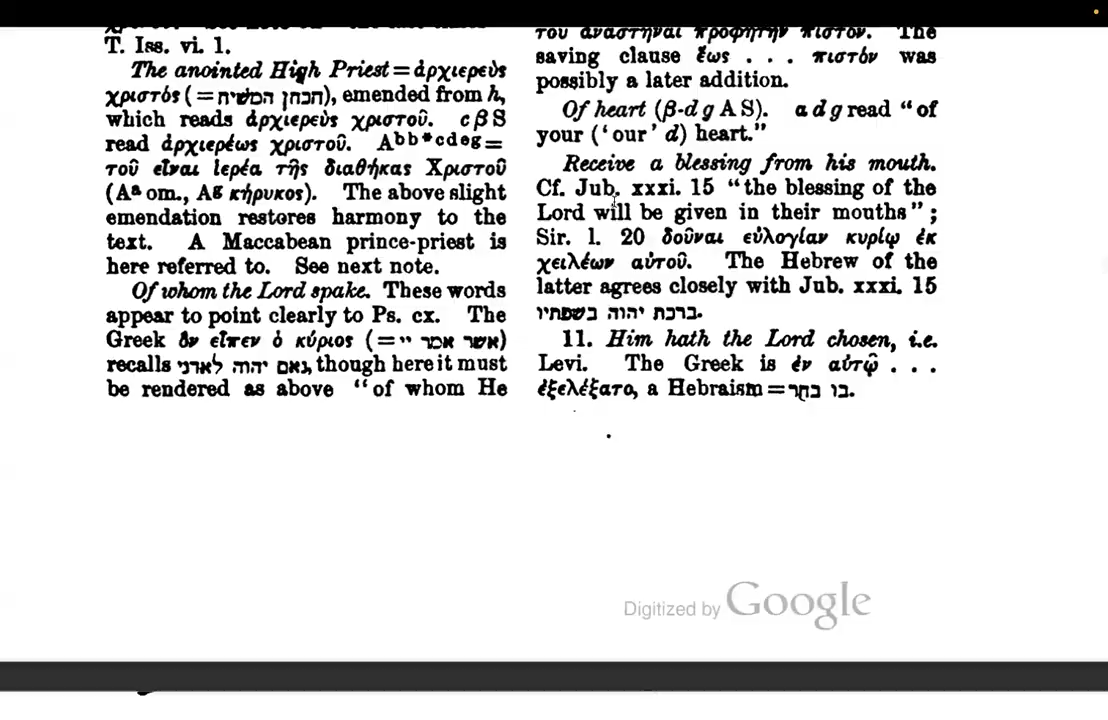 T. Iss. vi. 1.
The anointed High Priest = ἀρχιερεὺς
χριστός (= הכהן המשיח), emended from h,
which reads ἀρχιερεὺς χριστοῦ. c β S
read ἀρχιερέως χριστοῦ. Abb*cdeg =
τοῦ εἶναι ἱερέα τῆς διαθήκας Χριστοῦ
(Aa om., Ag κήρυκος). The above slight
emendation restores harmony to the
text. A Maccabean prince-priest is
here referred to. See next note.
Of whom the Lord spake. These words
appear to point clearly to Ps. cx. The
Greek ὃν εἶπεν ὁ κύριος (= אשר אמר יי)
recalls נאם יהוה לאדני, though here it must
be rendered as above “of whom He
τοῦ ἀναστῆναι προφήτην πιστόν. The
saving clause ἕως . . . πιστόν was
possibly a later addition.
Of heart (β-d g A S). a d g read “of
your (‘our’ d) heart.”
Receive a blessing from his mouth.
Cf. Jub. xxxi. 15 “the blessing of the
Lord will be given in their mouths”;
Sir. l. 20 δοῦναι εὐλογίαν κυρίῳ ἐκ
χειλέων αὐτοῦ. The Hebrew of the
latter agrees closely with Jub. xxxi. 15
ברכת יהוה בשפתיו.
11. Him hath the Lord chosen, i.e.
Levi. The Greek is ἐν αὐτῷ . . .
ἐξελέξατο, a Hebraism = בו בחר.
Digitized by Google